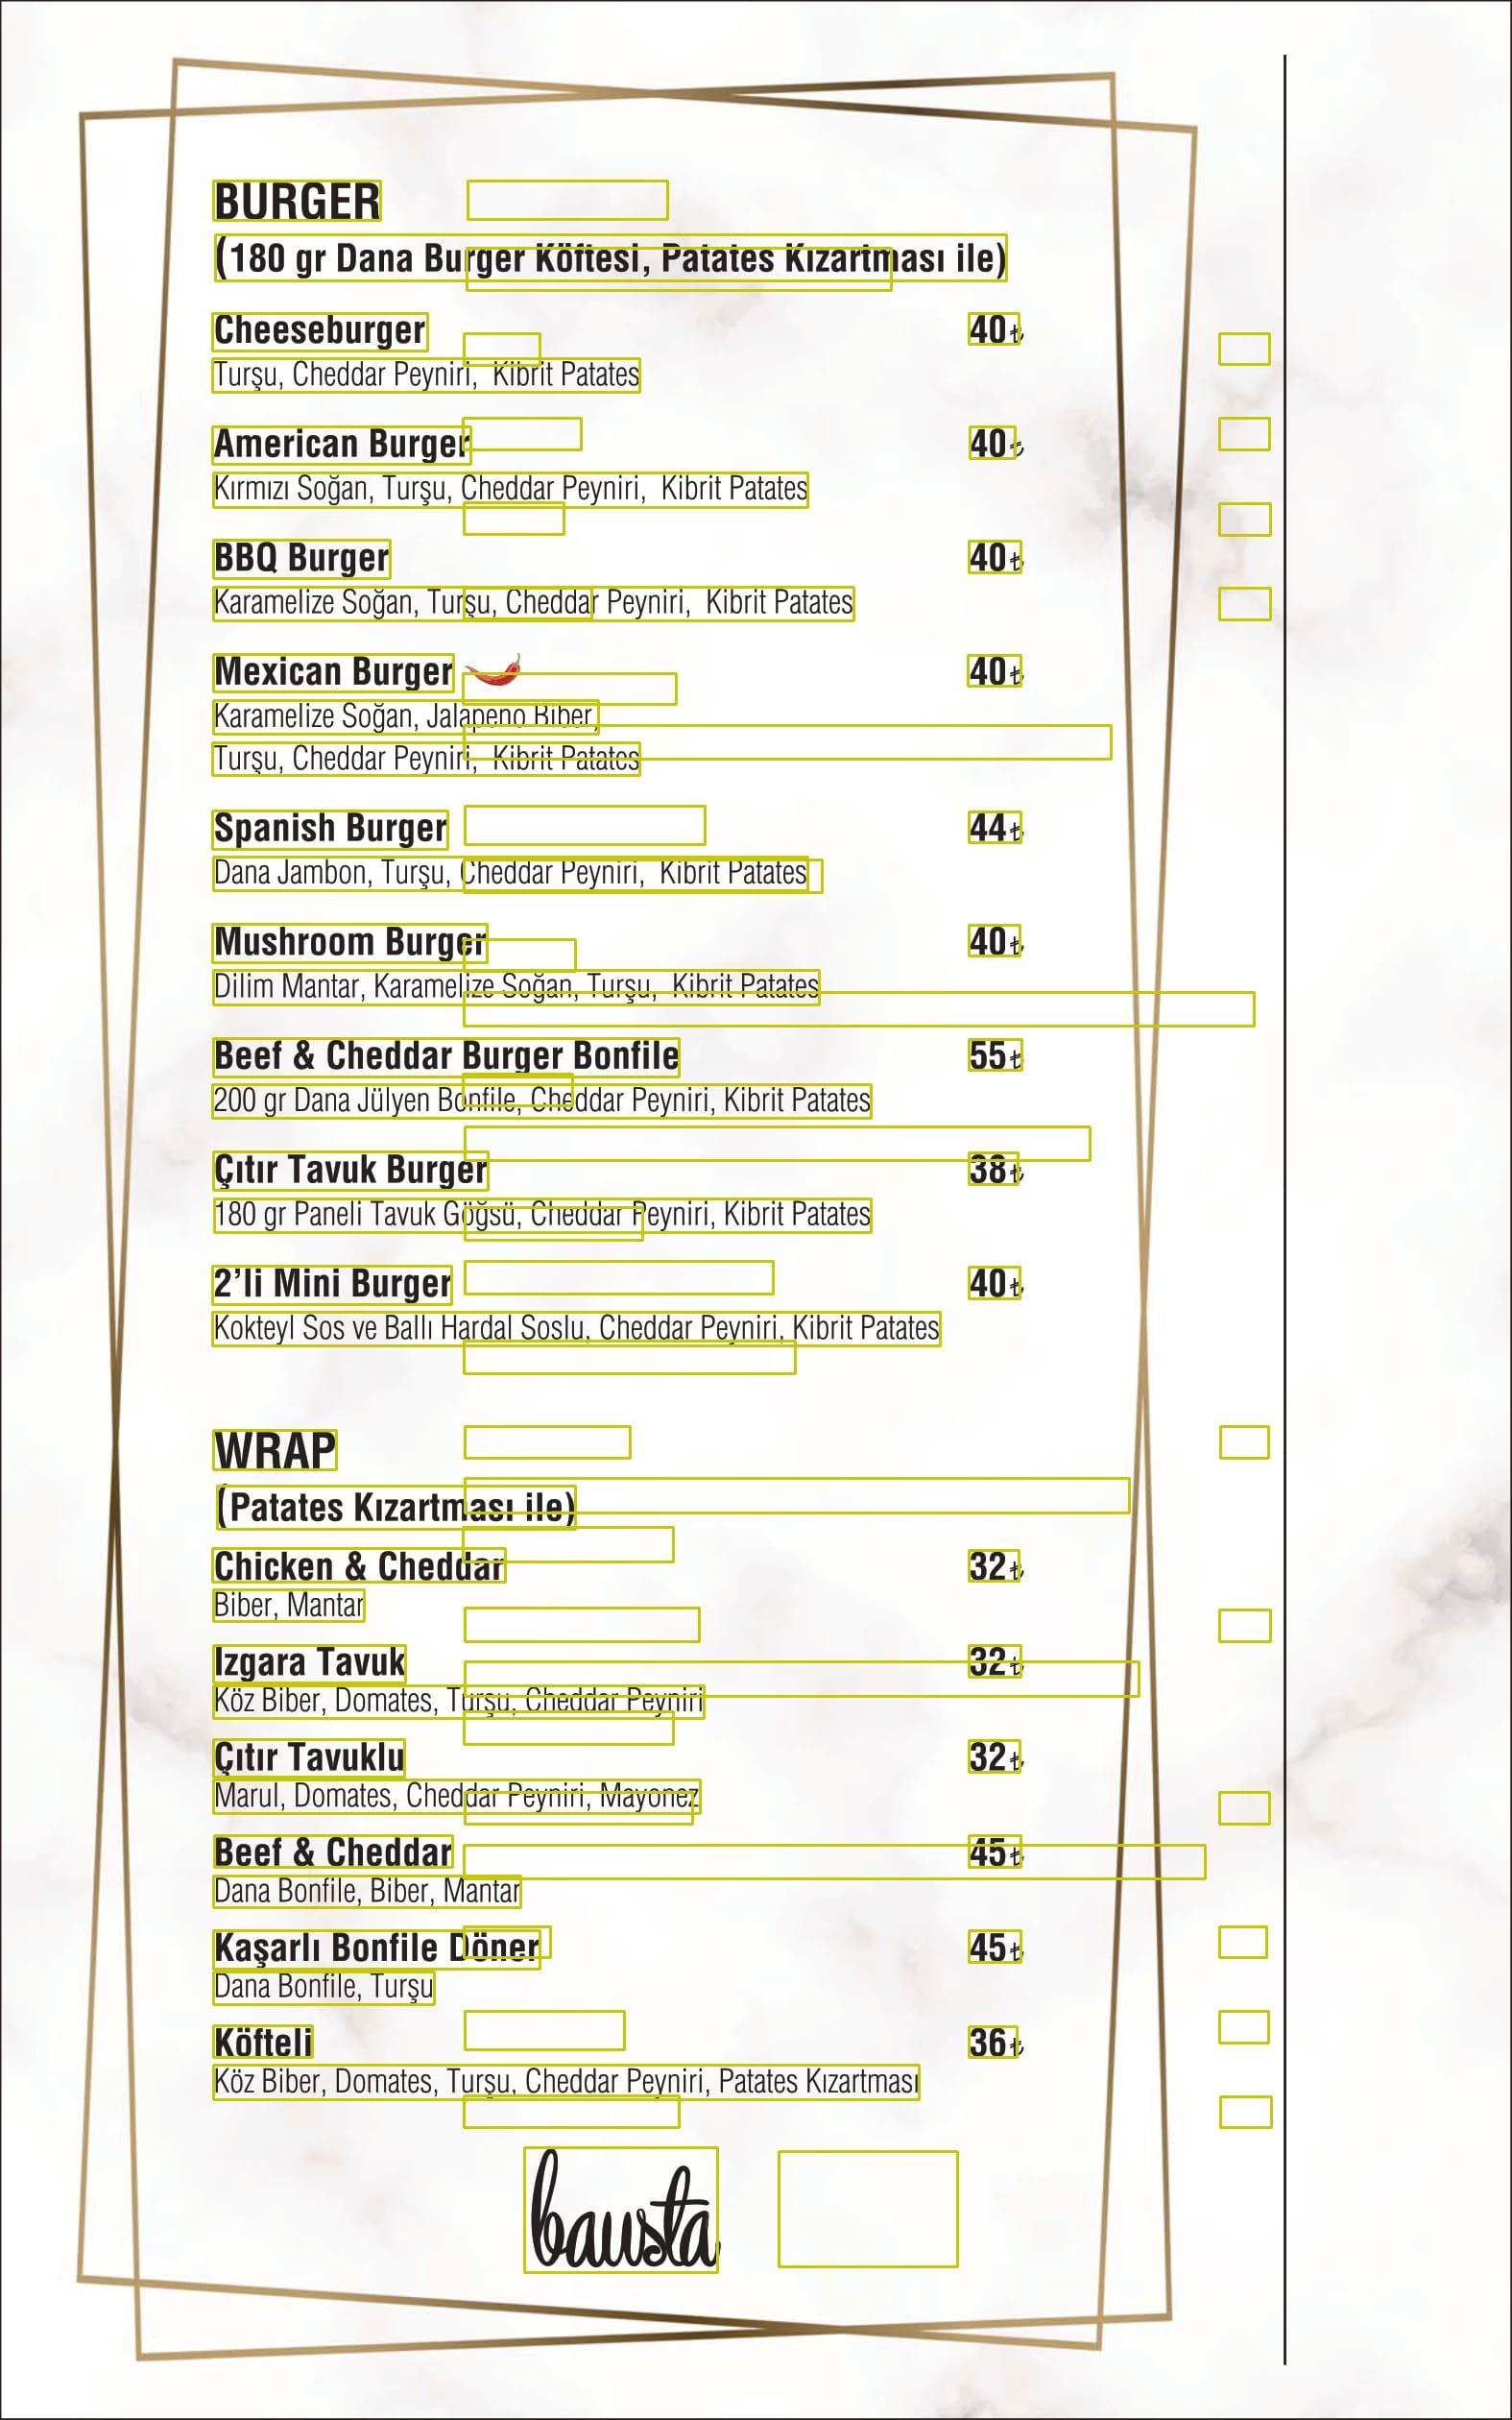 BURGER
(180 gr Dana Burger Köftesi, Patates Kızartması ile)
Cheeseburger 40₺
Turşu, Cheddar Peyniri, Kibrit Patates
American Burger 40₺
Kırmızı Soğan, Turşu, Cheddar Peyniri, Kibrit Patates
BBQ Burger 40₺
Karamelize Soğan, Turşu, Cheddar Peyniri, Kibrit Patates
Mexican Burger 40₺
Karamelize Soğan, Jalapeno Biber,
Turşu, Cheddar Peyniri, Kibrit Patates
Spanish Burger 44₺
Dana Jambon, Turşu, Cheddar Peyniri, Kibrit Patates
Mushroom Burger 40₺
Dilim Mantar, Karamelize Soğan, Turşu, Kibrit Patates
Beef & Cheddar Burger Bonfile 55₺
200 gr Dana Jülyen Bonfile, Cheddar Peyniri, Kibrit Patates
Çıtır Tavuk Burger 38₺
180 gr Paneli Tavuk Göğsü, Cheddar Peyniri, Kibrit Patates
2'li Mini Burger 40₺
Kokteyl Sos ve Ballı Hardal Soslu, Cheddar Peyniri, Kibrit Patates
WRAP
(Patates Kızartması ile)
Chicken & Cheddar 32₺
Biber, Mantar
Izgara Tavuk 32₺
Köz Biber, Domates, Turşu, Cheddar Peyniri
Çıtır Tavuklu 32₺
Marul, Domates, Cheddar Peyniri, Mayonez
Beef & Cheddar 45₺
Dana Bonfile, Biber, Mantar
Kaşarlı Bonfile Döner 45₺
Dana Bonfile, Turşu
Köfteli 36₺
Köz Biber, Domates, Turşu, Cheddar Peyniri, Patates Kızartması
bausta